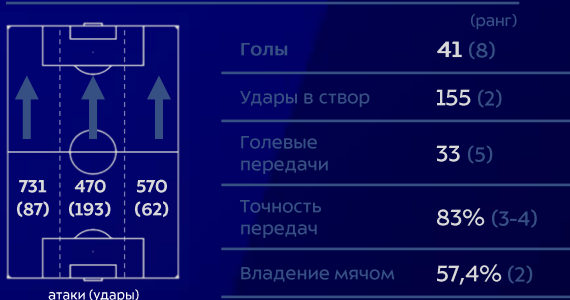 (ранг)
Голы 41 (8)
Удары в створ 155 (2)
Голевые
передачи 33 (5)
Точность
передач 83% (3-4)
Владение мячом 57,4% (2)
731 470 570
(87) (193) (62)
атаки (удары)